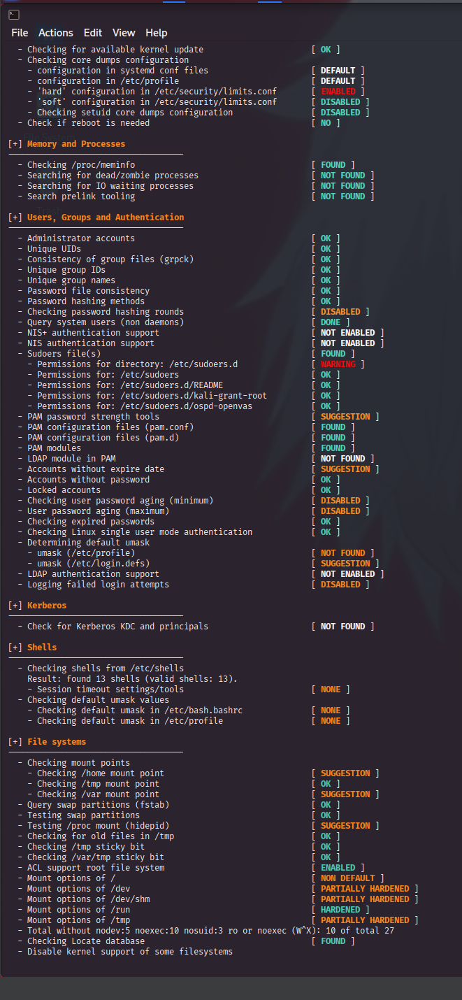 File Actions Edit View Help
- Checking for available kernel update [ OK ]
- Checking core dumps configuration
- configuration in systemd conf files [ DEFAULT ]
- configuration in /etc/profile [ DEFAULT ]
- 'hard' configuration in /etc/security/limits.conf [ ENABLED ]
- 'soft' configuration in /etc/security/limits.conf [ DISABLED ]
- Checking setuid core dumps configuration [ DISABLED ]
- Check if reboot is needed [ NO ]
[+] Memory and Processes
------------------------------------
- Checking /proc/meminfo [ FOUND ]
- Searching for dead/zombie processes [ NOT FOUND ]
- Searching for IO waiting processes [ NOT FOUND ]
- Search prelink tooling [ NOT FOUND ]
Trash
[+] Users, Groups and Authentication
------------------------------------
- Administrator accounts [ OK ]
- Unique UIDs [ OK ]
- Consistency of group files (grpck) [ OK ]
- Unique group IDs [ OK ]
- Unique group names [ OK ]
- Password file consistency [ OK ]
- Password hashing methods [ OK ]
- Checking password hashing rounds [ DISABLED ]
- Query system users (non daemons) [ DONE ]
- NIS+ authentication support [ NOT ENABLED ]
- NIS authentication support [ NOT ENABLED ]
- Sudoers file(s) [ FOUND ]
- Permissions for directory: /etc/sudoers.d [ WARNING ]
- Permissions for: /etc/sudoers [ OK ]
- Permissions for: /etc/sudoers.d/README [ OK ]
- Permissions for: /etc/sudoers.d/kali-grant-root [ OK ]
- Permissions for: /etc/sudoers.d/ospd-openvas [ OK ]
- PAM password strength tools [ SUGGESTION ]
- PAM configuration files (pam.conf) [ FOUND ]
- PAM configuration files (pam.d) [ FOUND ]
- PAM modules [ FOUND ]
- LDAP module in PAM [ NOT FOUND ]
- Accounts without expire date [ SUGGESTION ]
- Accounts without password [ OK ]
- Locked accounts [ OK ]
- Checking user password aging (minimum) [ DISABLED ]
- User password aging (maximum) [ DISABLED ]
- Checking expired passwords [ OK ]
- Checking Linux single user mode authentication [ OK ]
- Determining default umask
- umask (/etc/profile) [ NOT FOUND ]
- umask (/etc/login.defs) [ SUGGESTION ]
- LDAP authentication support [ NOT ENABLED ]
- Logging failed login attempts [ DISABLED ]
[+] Kerberos
------------------------------------
- Check for Kerberos KDC and principals [ NOT FOUND ]
[+] Shells
------------------------------------
- Checking shells from /etc/shells
Result: found 13 shells (valid shells: 13).
- Session timeout settings/tools [ NONE ]
- Checking default umask values
- Checking default umask in /etc/bash.bashrc [ NONE ]
- Checking default umask in /etc/profile [ NONE ]
[+] File systems
------------------------------------
- Checking mount points
- Checking /home mount point [ SUGGESTION ]
- Checking /tmp mount point [ OK ]
- Checking /var mount point [ SUGGESTION ]
- Query swap partitions (fstab) [ OK ]
- Testing swap partitions [ OK ]
- Testing /proc mount (hidepid) [ SUGGESTION ]
- Checking for old files in /tmp [ OK ]
- Checking /tmp sticky bit [ OK ]
- Checking /var/tmp sticky bit [ OK ]
- ACL support root file system [ ENABLED ]
- Mount options of / [ NON DEFAULT ]
- Mount options of /dev [ PARTIALLY HARDENED ]
- Mount options of /dev/shm [ PARTIALLY HARDENED ]
- Mount options of /run [ HARDENED ]
- Mount options of /tmp [ PARTIALLY HARDENED ]
- Total without nodev:5 noexec:10 nosuid:3 ro or noexec (W^X): 10 of total 27
- Checking Locate database [ FOUND ]
- Disable kernel support of some filesystems